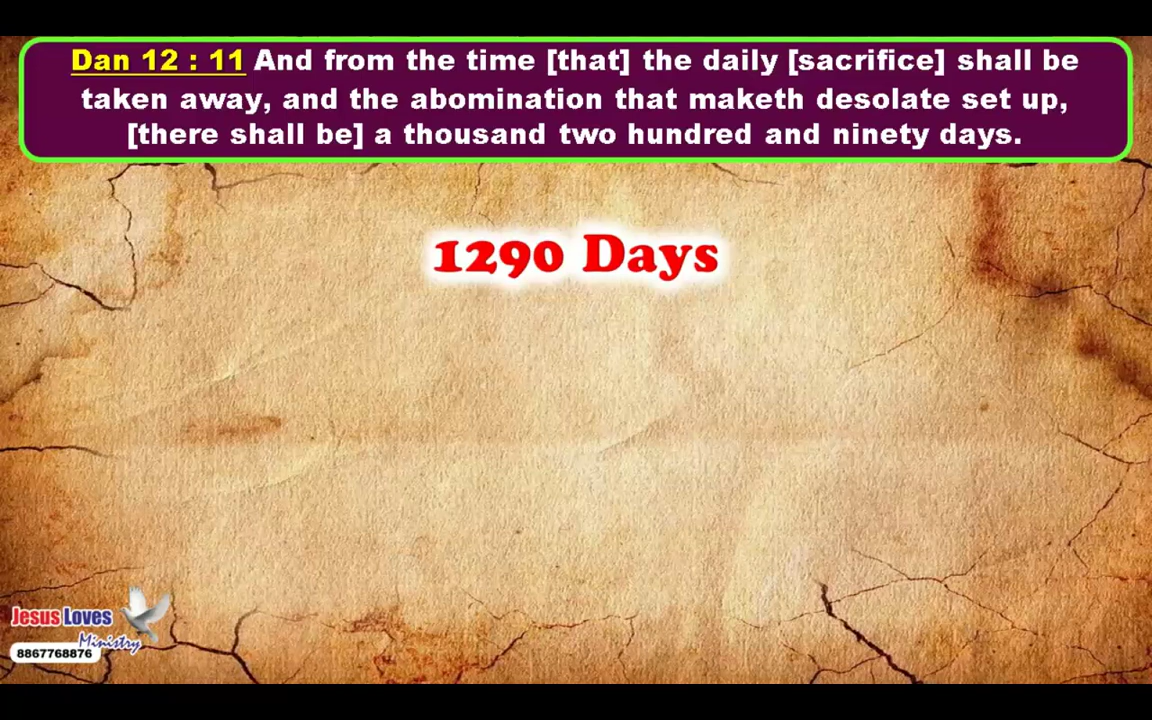 Dan 12 : 11 And from the time [that] the daily [sacrifice] shall be
taken away, and the abomination that maketh desolate set up,
[there shall be] a thousand two hundred and ninety days.
1290 Days
Jesus Loves
Ministry
8867768876